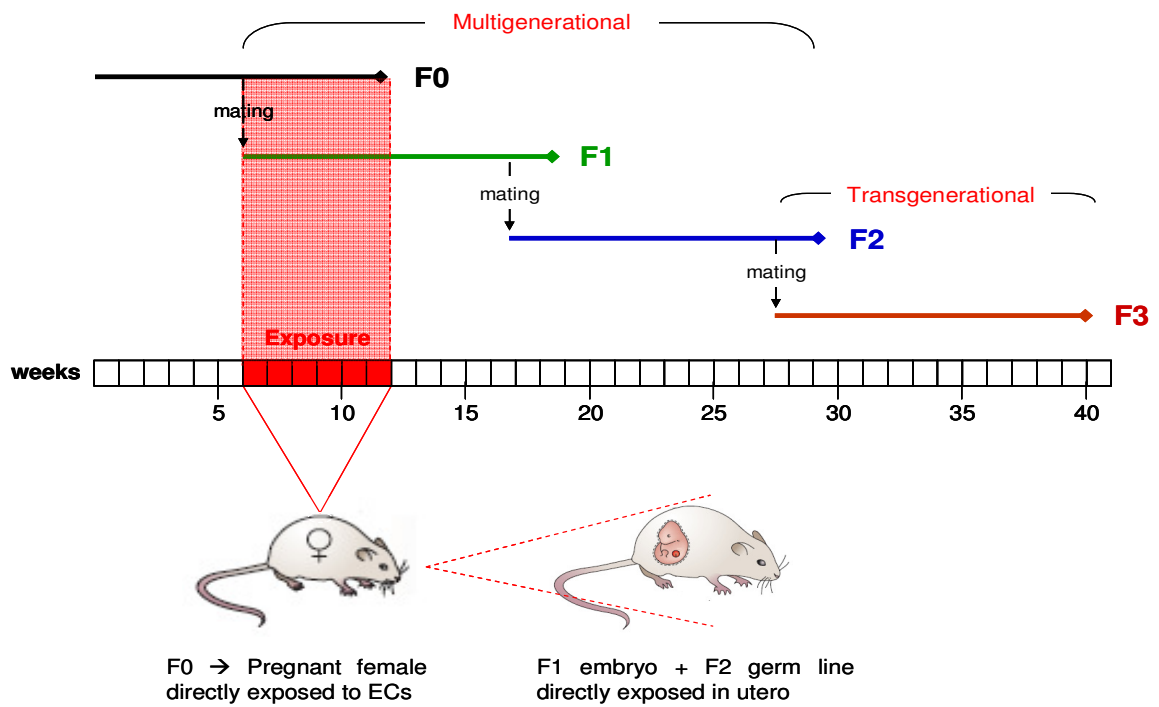 Multigenerational
F0
mating
F1
mating
Transgenerational
F2
mating
F3
Exposure
weeks
5 10 15 20 25 30 35 40
♀
F0 → Pregnant female
directly exposed to ECs
F1 embryo + F2 germ line
directly exposed in utero